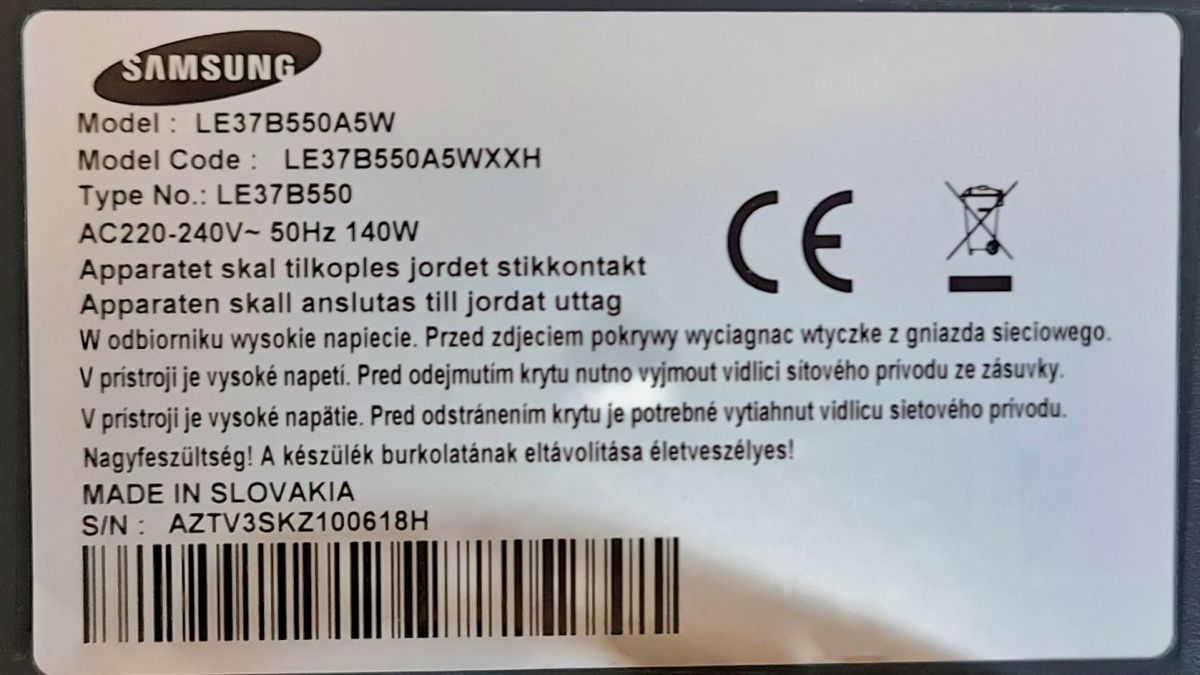 SAMSUNG
Model : LE37B550A5W
Model Code : LE37B550A5WXXH
Type No.: LE37B550
AC220-240V~ 50Hz 140W
Apparatet skal tilkoples jordet stikkontakt
Apparaten skall anslutas till jordat uttag
W odbiorniku wysokie napiecie. Przed zdjeciem pokrywy wyciagnac wtyczke z gniazda sieciowego.
V prístroji je vysoké napetí. Pred odejmutím krytu nutno vyjmout vidlici sítového prívodu ze zásuvky.
V prístroji je vysoké napätie. Pred odstránením krytu je potrebné vytiahnut vidlicu sietového prívodu.
Nagyfeszültség! A készülék burkolatának eltávolítása életveszélyes!
CE
MADE IN SLOVAKIA
S/N : AZTV3SKZ100618H